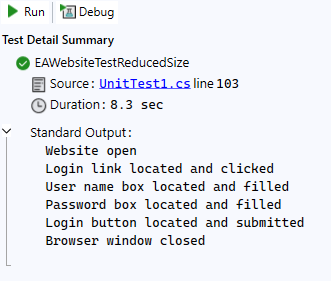 Run Debug
Test Detail Summary
EAWebsiteTestReducedSize
Source: UnitTest1.cs line 103
Duration: 8.3 sec
Standard Output:
Website open
Login link located and clicked
User name box located and filled
Password box located and filled
Login button located and submitted
Browser window closed